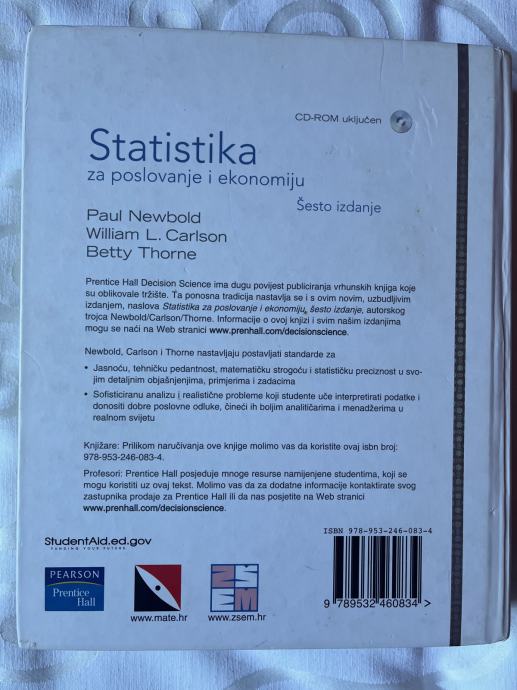 CD-ROM uključen
Statistika
za poslovanje i ekonomiju
Šesto izdanje
Paul Newbold
William L. Carlson
Betty Thorne
Prentice Hall Decision Science ima dugu povijest publiciranja vrhunskih knjiga koje
su oblikovale tržište. Ta ponosna tradicija nastavlja se i s ovim novim, uzbudljivim
izdanjem, naslova Statistika za poslovanje i ekonomiju, šesto izdanje, autorskog
trojca Newbold/Carlson/Thorne. Informacije o ovoj knjizi i svim našim izdanjima
mogu se naći na Web stranici www.prenhall.com/decisionscience.
Newbold, Carlson i Thorne nastavljaju postavljati standarde za
• Jasnoću, tehničku pedantnost, matematičku strogoću i statističku preciznost u svo-
jim detaljnim objašnjenjima, primjerima i zadacima
• Sofisticiranu analizu i realistične probleme koji studente uče interpretirati podatke i
donositi dobre poslovne odluke, čineći ih boljim analitičarima i menadžerima u
realnom svijetu
Knjižare: Prilikom naručivanja ove knjige molimo vas da koristite ovaj isbn broj:
978-953-246-083-4.
Profesori: Prentice Hall posjeduje mnoge resurse namijenjene studentima, koji se
mogu koristiti uz ovaj tekst. Molimo vas da za dodatne informacije kontaktirate svog
zastupnika prodaje za Prentice Hall ili da nas posjetite na Web stranici
www.prenhall.com/decisionscience.
StudentAid.ed.gov
FUNDING YOUR FUTURE.
ISBN 978-953-246-083-4
PEARSON
Prentice
Hall
www.mate.hr
ZS
EM
www.zsem.hr
9 789532 460834 >